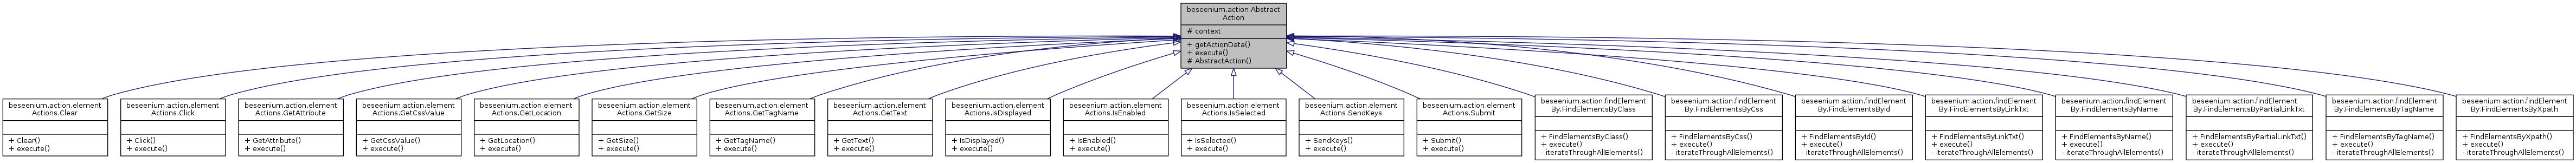 beseenium.action.Abstract
Action
# context
+ getActionData()
+ execute()
# AbstractAction()
beseenium.action.element
Actions.Clear
+ Clear()
+ execute()
beseenium.action.element
Actions.Click
+ Click()
+ execute()
beseenium.action.element
Actions.GetAttribute
+ GetAttribute()
+ execute()
beseenium.action.element
Actions.GetCssValue
+ GetCssValue()
+ execute()
beseenium.action.element
Actions.GetLocation
+ GetLocation()
+ execute()
beseenium.action.element
Actions.GetSize
+ GetSize()
+ execute()
beseenium.action.element
Actions.GetTagName
+ GetTagName()
+ execute()
beseenium.action.element
Actions.GetText
+ GetText()
+ execute()
beseenium.action.element
Actions.IsDisplayed
+ IsDisplayed()
+ execute()
beseenium.action.element
Actions.IsEnabled
+ IsEnabled()
+ execute()
beseenium.action.element
Actions.IsSelected
+ IsSelected()
+ execute()
beseenium.action.element
Actions.SendKeys
+ SendKeys()
+ execute()
beseenium.action.element
Actions.Submit
+ Submit()
+ execute()
beseenium.action.findElement
By.FindElementsByClass
+ FindElementsByClass()
+ execute()
- iterateThroughAllElements()
beseenium.action.findElement
By.FindElementsByCss
+ FindElementsByCss()
+ execute()
- iterateThroughAllElements()
beseenium.action.findElement
By.FindElementsById
+ FindElementsById()
+ execute()
- iterateThroughAllElements()
beseenium.action.findElement
By.FindElementsByLinkTxt
+ FindElementsByLinkTxt()
+ execute()
- iterateThroughAllElements()
beseenium.action.findElement
By.FindElementsByName
+ FindElementsByName()
+ execute()
- iterateThroughAllElements()
beseenium.action.findElement
By.FindElementsByPartialLinkTxt
+ FindElementsByPartialLinkTxt()
+ execute()
- iterateThroughAllElements()
beseenium.action.findElement
By.FindElementsByTagName
+ FindElementsByTagName()
+ execute()
- iterateThroughAllElements()
beseenium.action.findElement
By.FindElementsByXpath
+ FindElementsByXpath()
+ execute()
- iterateThroughAllElements()